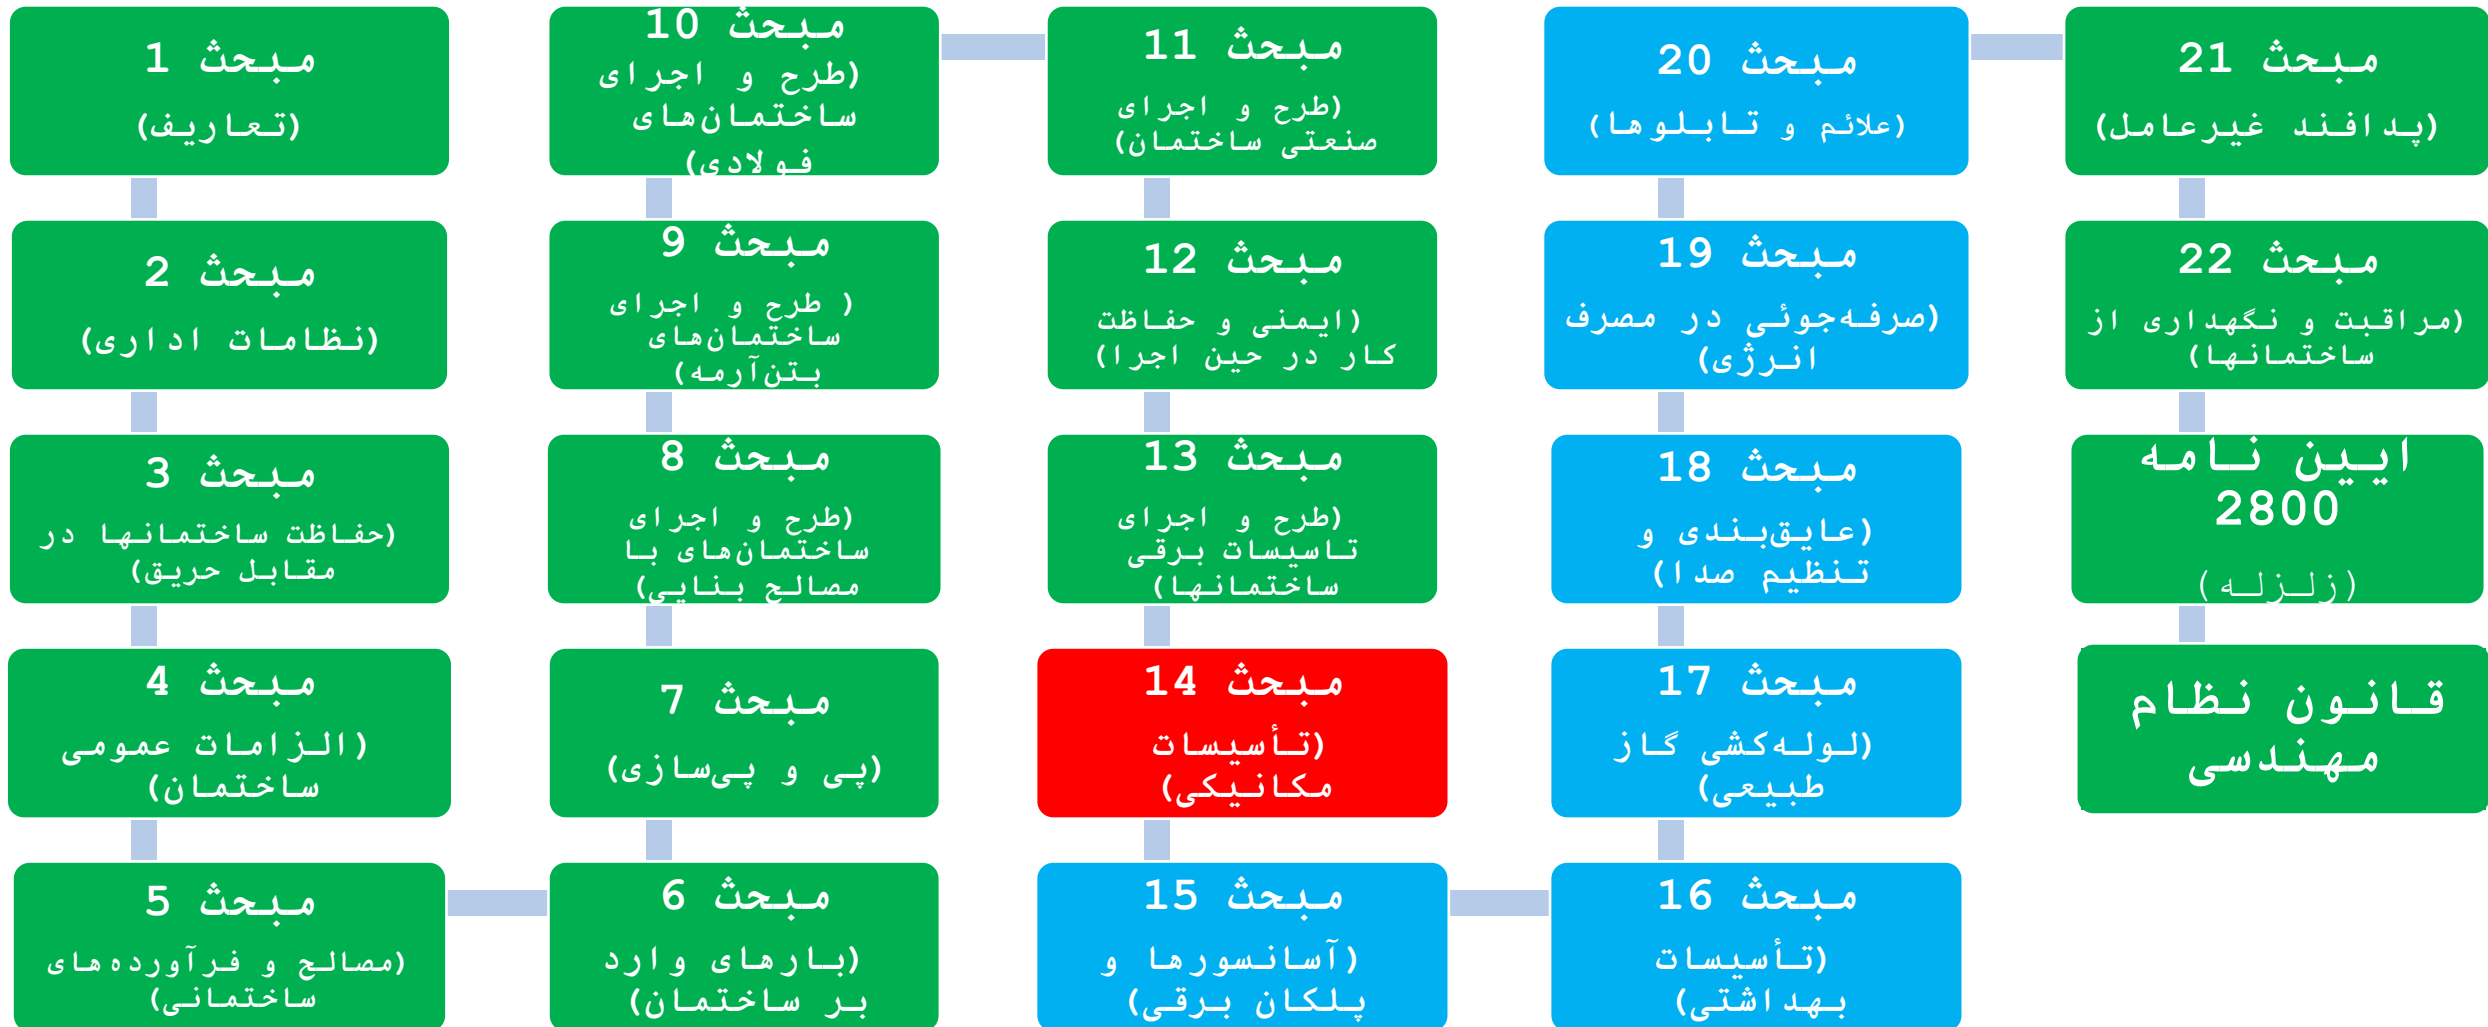 مبحث 1
(تعاریف)
مبحث 2
(نظامات اداری)
مبحث 3
(حفاظت ساختمانها در
مقابل حریق)
مبحث 4
(الزامات عمومی
ساختمان)
مبحث 5
(مصالح و فرآورده‌های
ساختمانی)
مبحث 6
(بارهای وارد
بر ساختمان)
مبحث 7
(پی و پی‌سازی)
مبحث 8
(طرح و اجرای
ساختمان‌های با
مصالح بنایی)
مبحث 9
( طرح و اجرای
ساختمان‌های
بتن‌آرمه)
مبحث 10
(طرح و اجرای
ساختمان‌های
فولادی)
مبحث 11
(طرح و اجرای
صنعتی ساختمان)
مبحث 12
(ایمنی و حفاظت
کار در حین اجرا)
مبحث 13
(طرح و اجرای
تاسیسات برقی
ساختمانها)
مبحث 14
(تأسیسات
مکانیکی)
مبحث 15
(آسانسورها و
پلکان برقی)
مبحث 16
(تأسیسات
بهداشتی)
مبحث 17
(لوله‌کشی گاز
طبیعی)
مبحث 18
(عایق‌بندی و
تنظیم صدا)
مبحث 19
(صرفه‌جوئی در مصرف
انرژی)
مبحث 20
(علائم و تابلوها)
مبحث 21
(پدافند غیرعامل)
مبحث 22
(مراقبت و نگهداری از
ساختمانها)
ایین نامه
2800
(زلزله)
قانون نظام
مهندسی